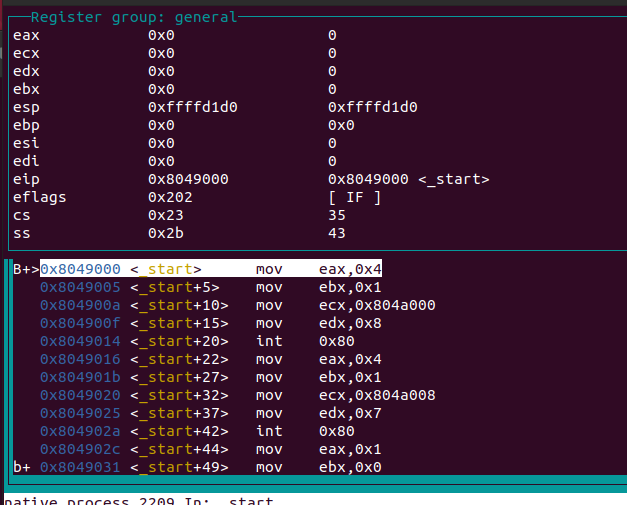 Register group: general
eax 0x0 0
ecx 0x0 0
edx 0x0 0
ebx 0x0 0
esp 0xffffd1d0 0xffffd1d0
ebp 0x0 0x0
esi 0x0 0
edi 0x0 0
eip 0x8049000 0x8049000 <_start>
eflags 0x202 [ IF ]
cs 0x23 35
ss 0x2b 43
B+>0x8049000 <_start> mov eax,0x4
0x8049005 <_start+5> mov ebx,0x1
0x804900a <_start+10> mov ecx,0x804a000
0x804900f <_start+15> mov edx,0x8
0x8049014 <_start+20> int 0x80
0x8049016 <_start+22> mov eax,0x4
0x804901b <_start+27> mov ebx,0x1
0x8049020 <_start+32> mov ecx,0x804a008
0x8049025 <_start+37> mov edx,0x7
0x804902a <_start+42> int 0x80
0x804902c <_start+44> mov eax,0x1
b+ 0x8049031 <_start+49> mov ebx,0x0
native process 2209 In: _start